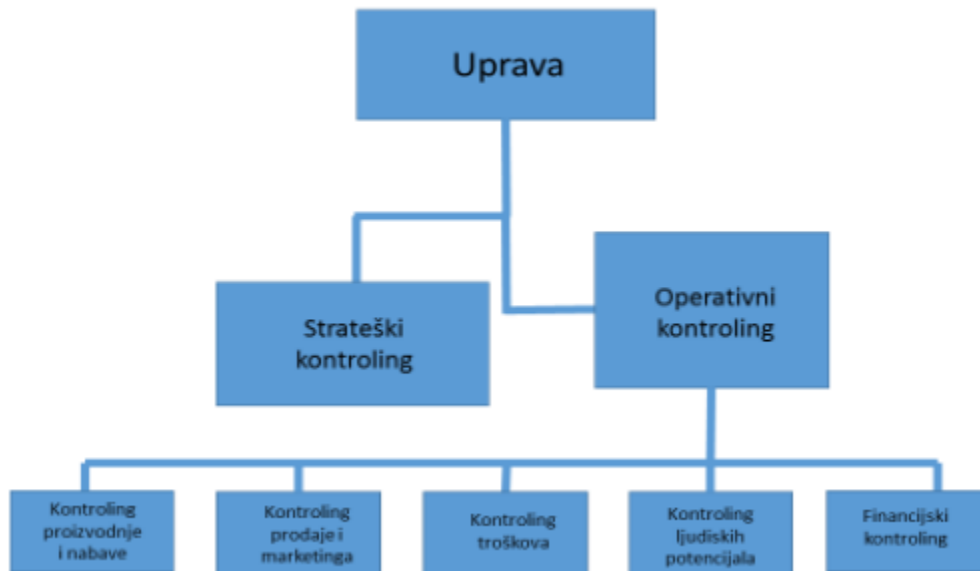 Uprava
Strateški
kontroling
Operativni
kontroling
Kontroling
proizvodnje
i nabave
Kontroling
prodaje i
marketinga
Kontroling
troškova
Kontroling
ljudiskih
potencijala
Financijski
kontroling